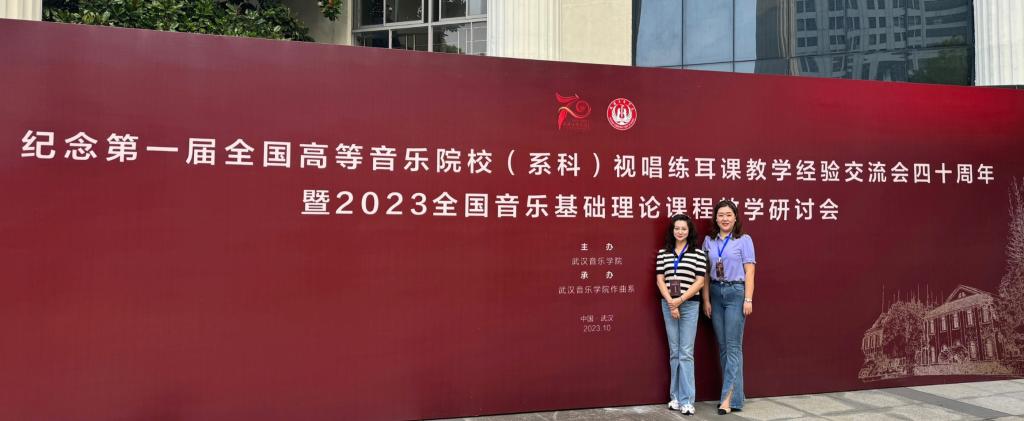 纪念第一届全国高等音乐院校（系科）视唱练耳课教学经验交流会四十周年
暨2023全国音乐基础理论课程教学研讨会
主 办
武汉音乐学院
承 办
武汉音乐学院作曲系
中国·武汉
2023.10